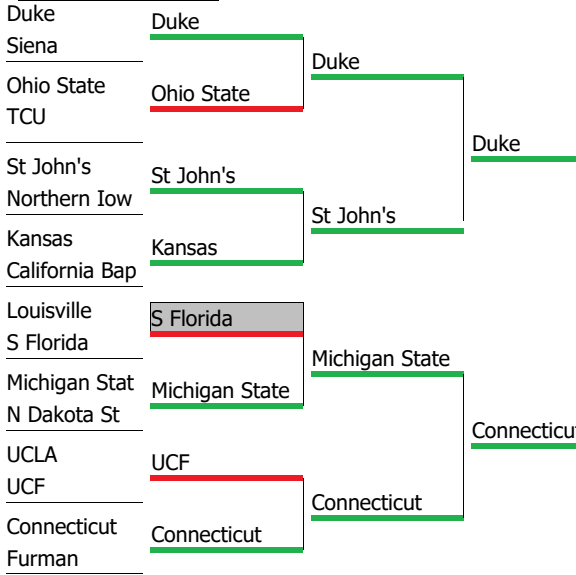 Duke
Siena
Ohio State
TCU
St John's
Northern Iow
Kansas
California Bap
Louisville
S Florida
Michigan Stat
N Dakota St
UCLA
UCF
Connecticut
Furman
Duke
Ohio State
St John's
Kansas
S Florida
Michigan State
UCF
Connecticut
Duke
St John's
Michigan State
Connecticut
Duke
Connecticut